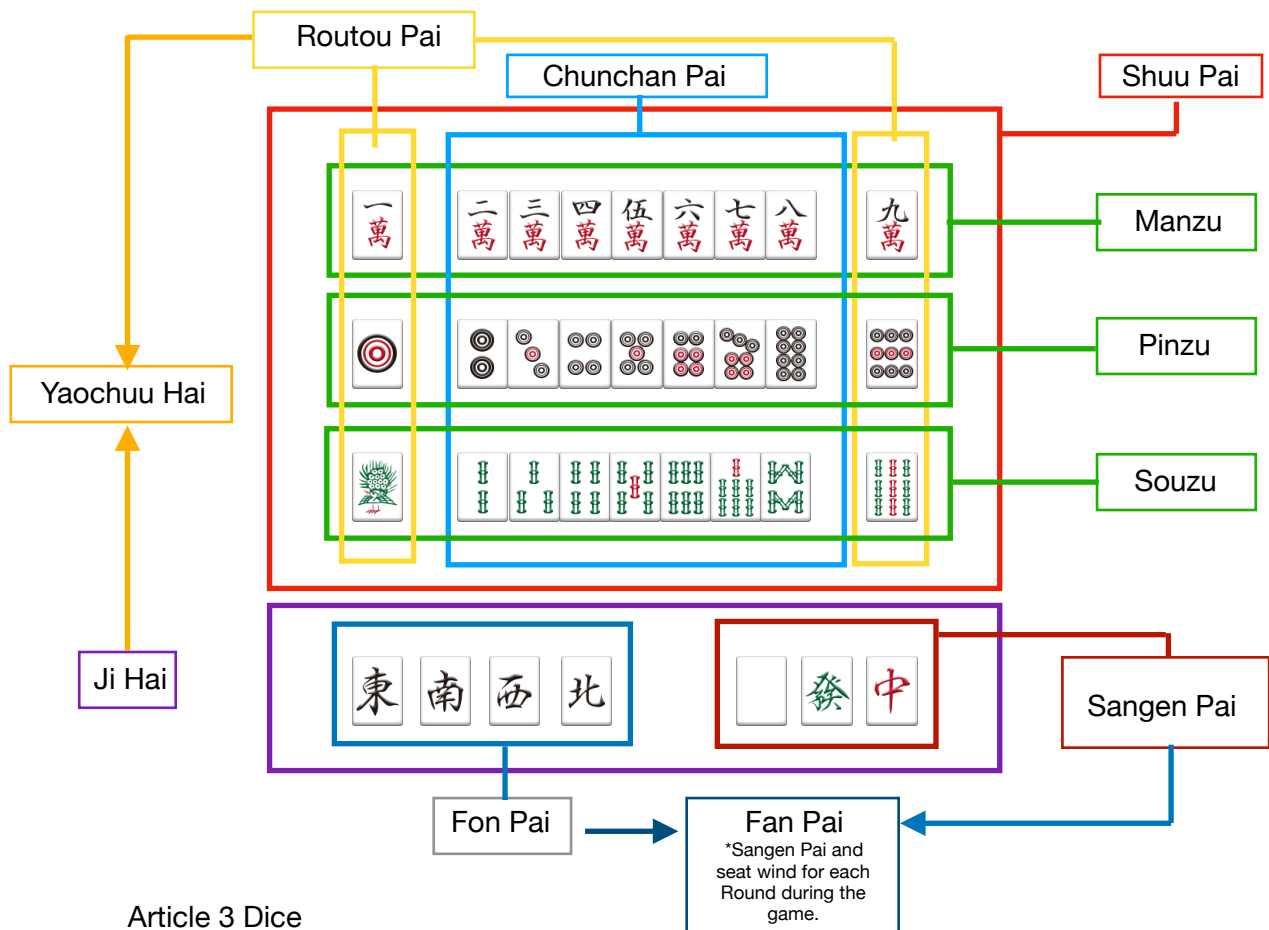 Routou Pai
Chunchan Pai
Shuu Pai
一 二 三 四 伍 六 七 八 九
萬 萬 萬 萬 萬 萬 萬 萬 萬
Manzu
Pinzu
Yaochuu Hai
Souzu
Ji Hai
東 南 西 北 發 中
Sangen Pai
Fon Pai
Fan Pai
*Sangen Pai and
seat wind for each
Round during the
game.
Article 3 Dice